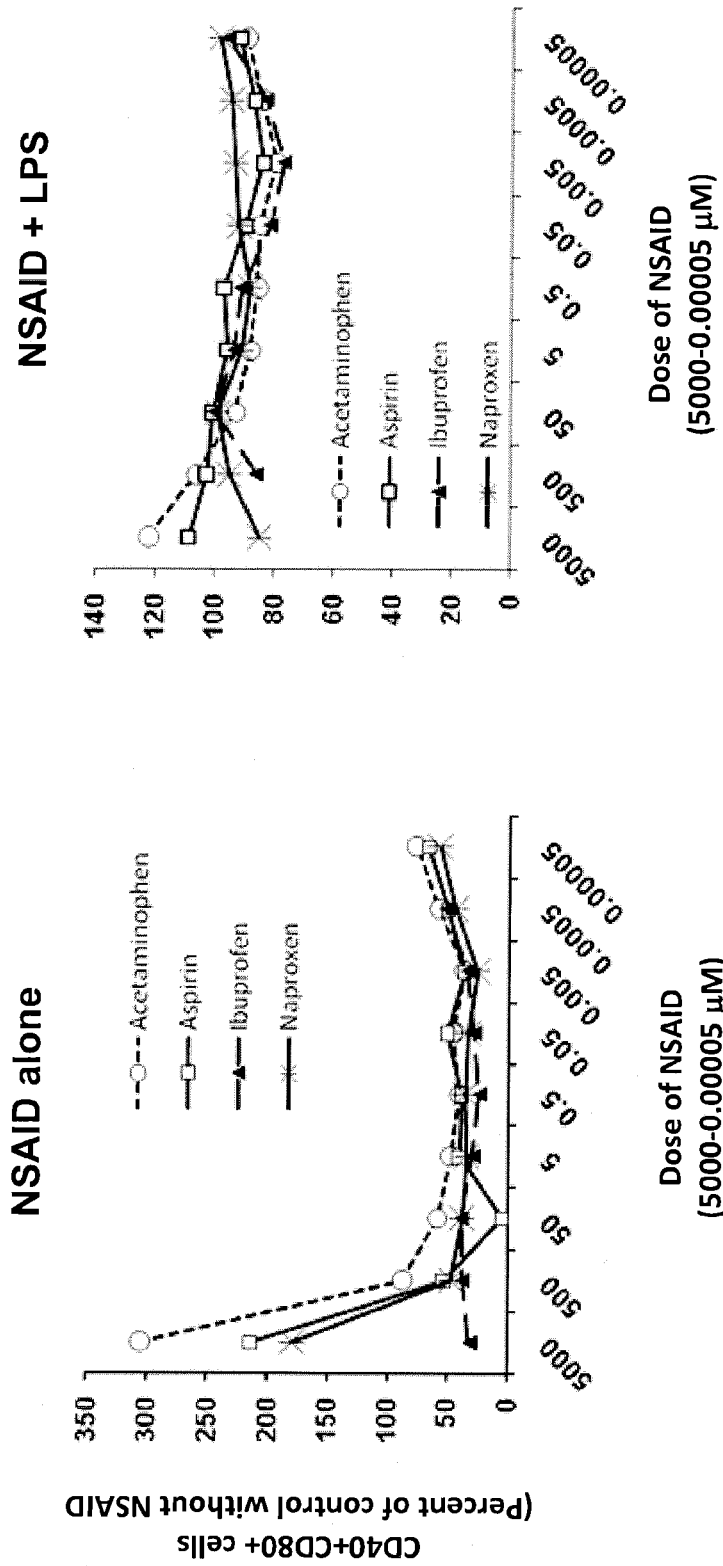 NSAID alone
CD40+CD80+ cells
(Percent of control without NSAID
350
300
250
200
150
100
50
0
Acetaminophen
Aspirin
Ibuprofen
Naproxen
5000
500
50
5
0.5
0.05
0.005
0.0005
0.00005
Dose of NSAID
(5000-0.00005 µM)
NSAID + LPS
140
120
100
80
60
40
20
0
Acetaminophen
Aspirin
Ibuprofen
Naproxen
5000
500
50
5
0.5
0.05
0.005
0.0005
0.00005
Dose of NSAID
(5000-0.00005 µM)